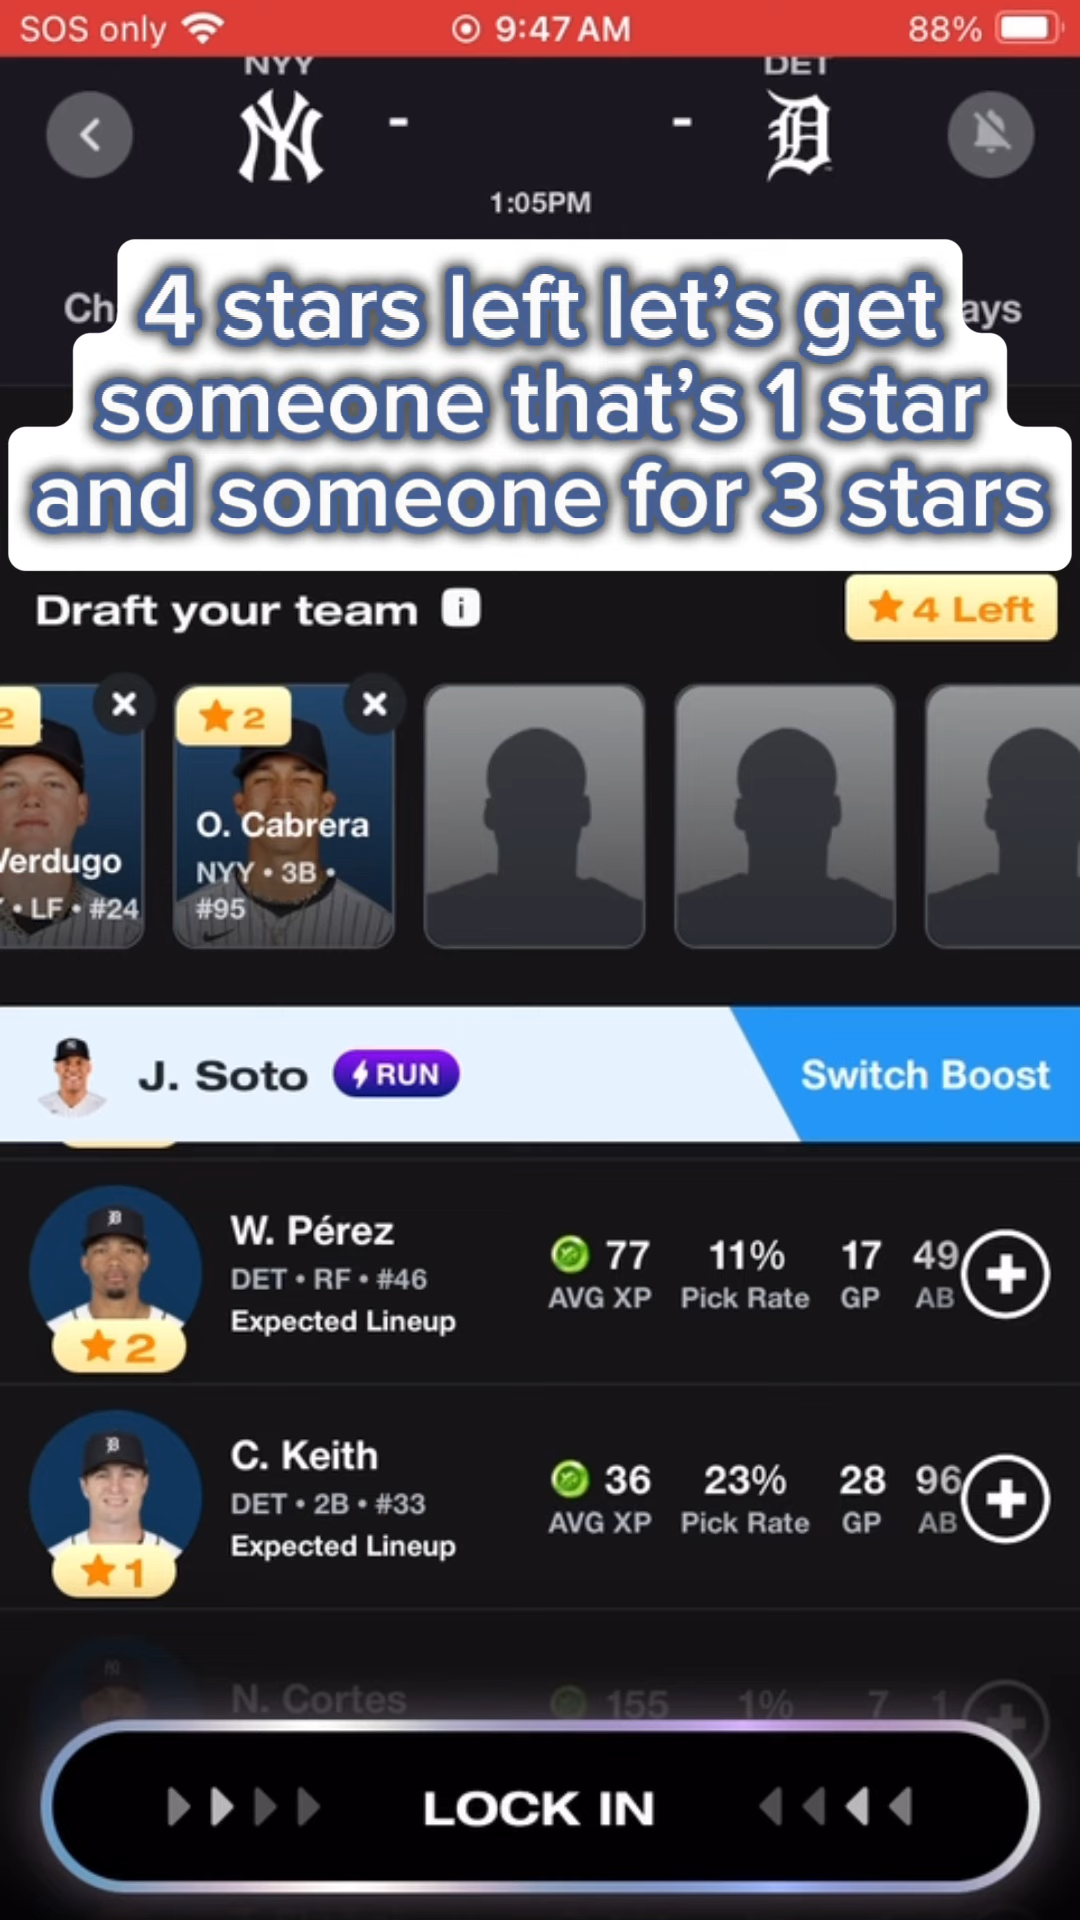 SOS only 9:47 AM 88%
NYY DET
- -
1:05PM
Ch ays
4 stars left let's get
someone that's 1 star
and someone for 3 stars
Draft your team i 4 Left
2 2
O. Cabrera
NYY • 3B •
#95
Verdugo
• LF • #24
J. Soto RUN Switch Boost
W. Pérez 77 11% 17 49
DET • RF • #46 AVG XP Pick Rate GP AB
Expected Lineup
2
C. Keith 36 23% 28 96
DET • 2B • #33 AVG XP Pick Rate GP AB
Expected Lineup
1
N. Cortes 155 1% 7 1
LOCK IN